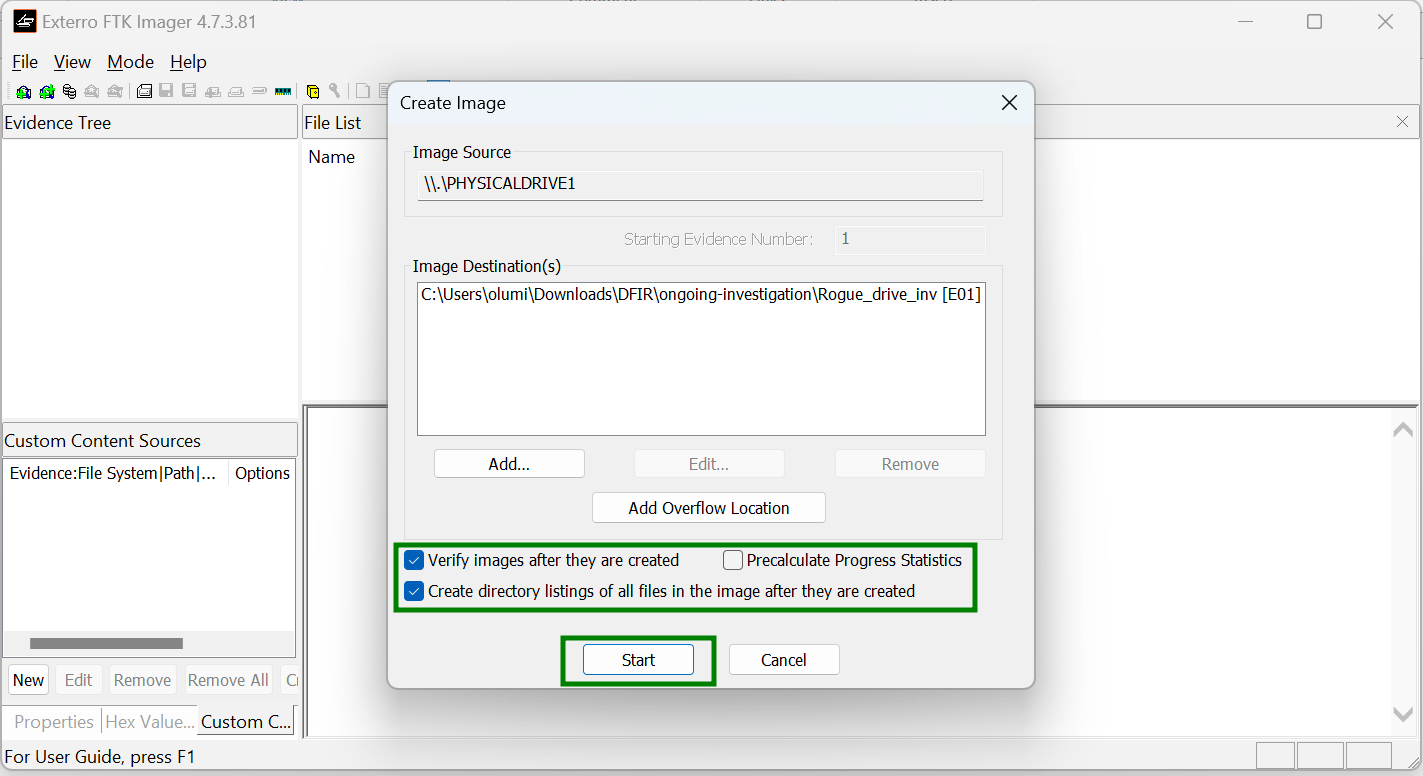 Exterro FTK Imager 4.7.3.81
File View Mode Help
Evidence Tree
File List
Name
Create Image
Image Source
\\.\PHYSICALDRIVE1
Starting Evidence Number: 1
Image Destination(s)
C:\Users\olumi\Downloads\DFIR\ongoing-investigation\Rogue_drive_inv [E01]
Add... Edit... Remove
Add Overflow Location
Verify images after they are created Precalculate Progress Statistics
Create directory listings of all files in the image after they are created
Start Cancel
Custom Content Sources
Evidence:File System|Path|... Options
New Edit Remove Remove All
Properties Hex Value... Custom C...
For User Guide, press F1